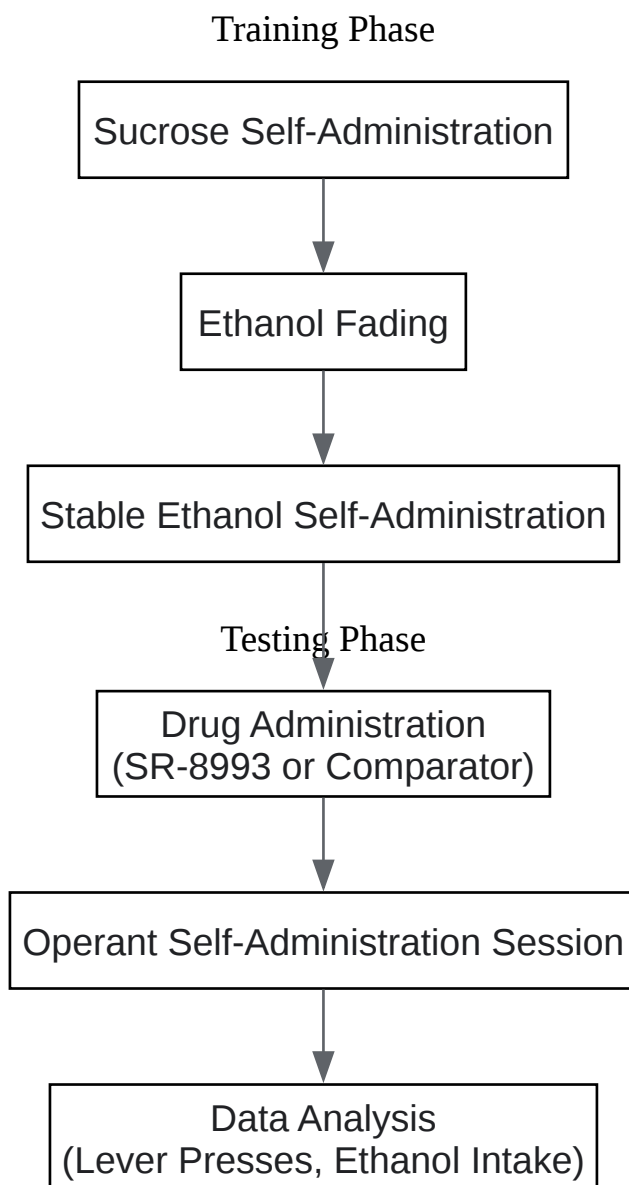 Training Phase
Sucrose Self-Administration
Ethanol Fading
Stable Ethanol Self-Administration
Testing Phase
Drug Administration
(SR-8993 or Comparator)
Operant Self-Administration Session
Data Analysis
(Lever Presses, Ethanol Intake)